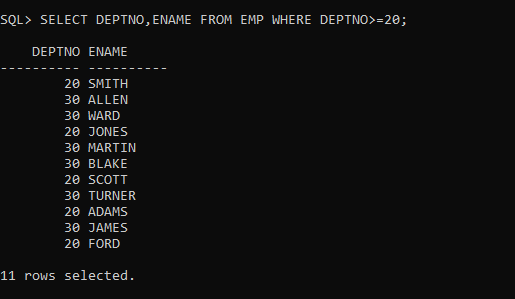 SQL> SELECT DEPTNO,ENAME FROM EMP WHERE DEPTNO>=20;
DEPTNO ENAME
---------- ----------
20 SMITH
30 ALLEN
30 WARD
20 JONES
30 MARTIN
30 BLAKE
20 SCOTT
30 TURNER
20 ADAMS
30 JAMES
20 FORD
11 rows selected.